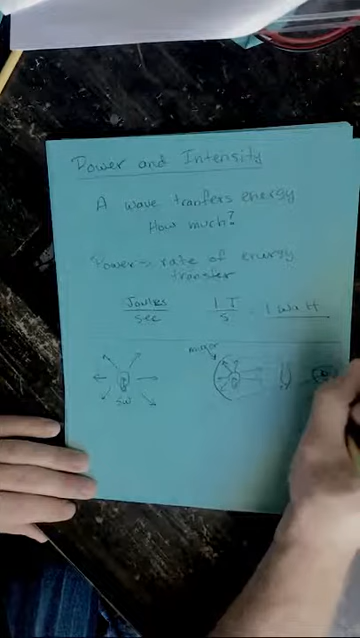 Power and Intensity
A wave tranfers energy
How much?
Power = rate of energy
transfer
Joules
sec
1 J
s
= 1 watt
mirror
5W